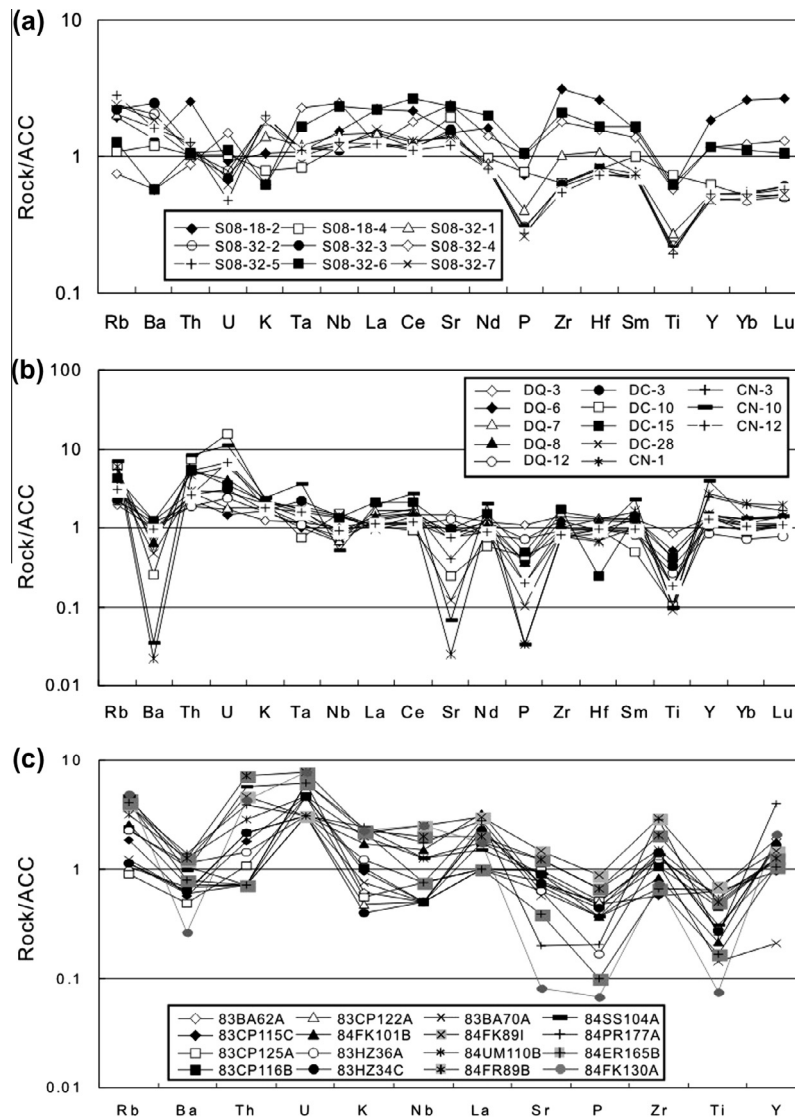 (a)
10
1
0.1
Rock/ACC
S08-18-2 S08-18-4 S08-32-1
S08-32-2 S08-32-3 S08-32-4
S08-32-5 S08-32-6 S08-32-7
Rb Ba Th U K Ta Nb La Ce Sr Nd P Zr Hf Sm Ti Y Yb Lu
(b)
100
10
1
0.1
0.01
Rock/ACC
DQ-3 DC-3 CN-3
DQ-6 DC-10 CN-10
DQ-7 DC-15 CN-12
DQ-8 DC-28
DQ-12 CN-1
Rb Ba Th U K Ta Nb La Ce Sr Nd P Zr Hf Sm Ti Y Yb Lu
(c)
10
1
0.1
0.01
Rock/ACC
83BA62A 83CP122A 83BA70A 84SS104A
83CP115C 84FK101B 84FK89I 84PR177A
83CP125A 83HZ36A 84UM110B 84ER165B
83CP116B 83HZ34C 84FR89B 84FK130A
Rb Ba Th U K Nb La Sr P Zr Ti Y